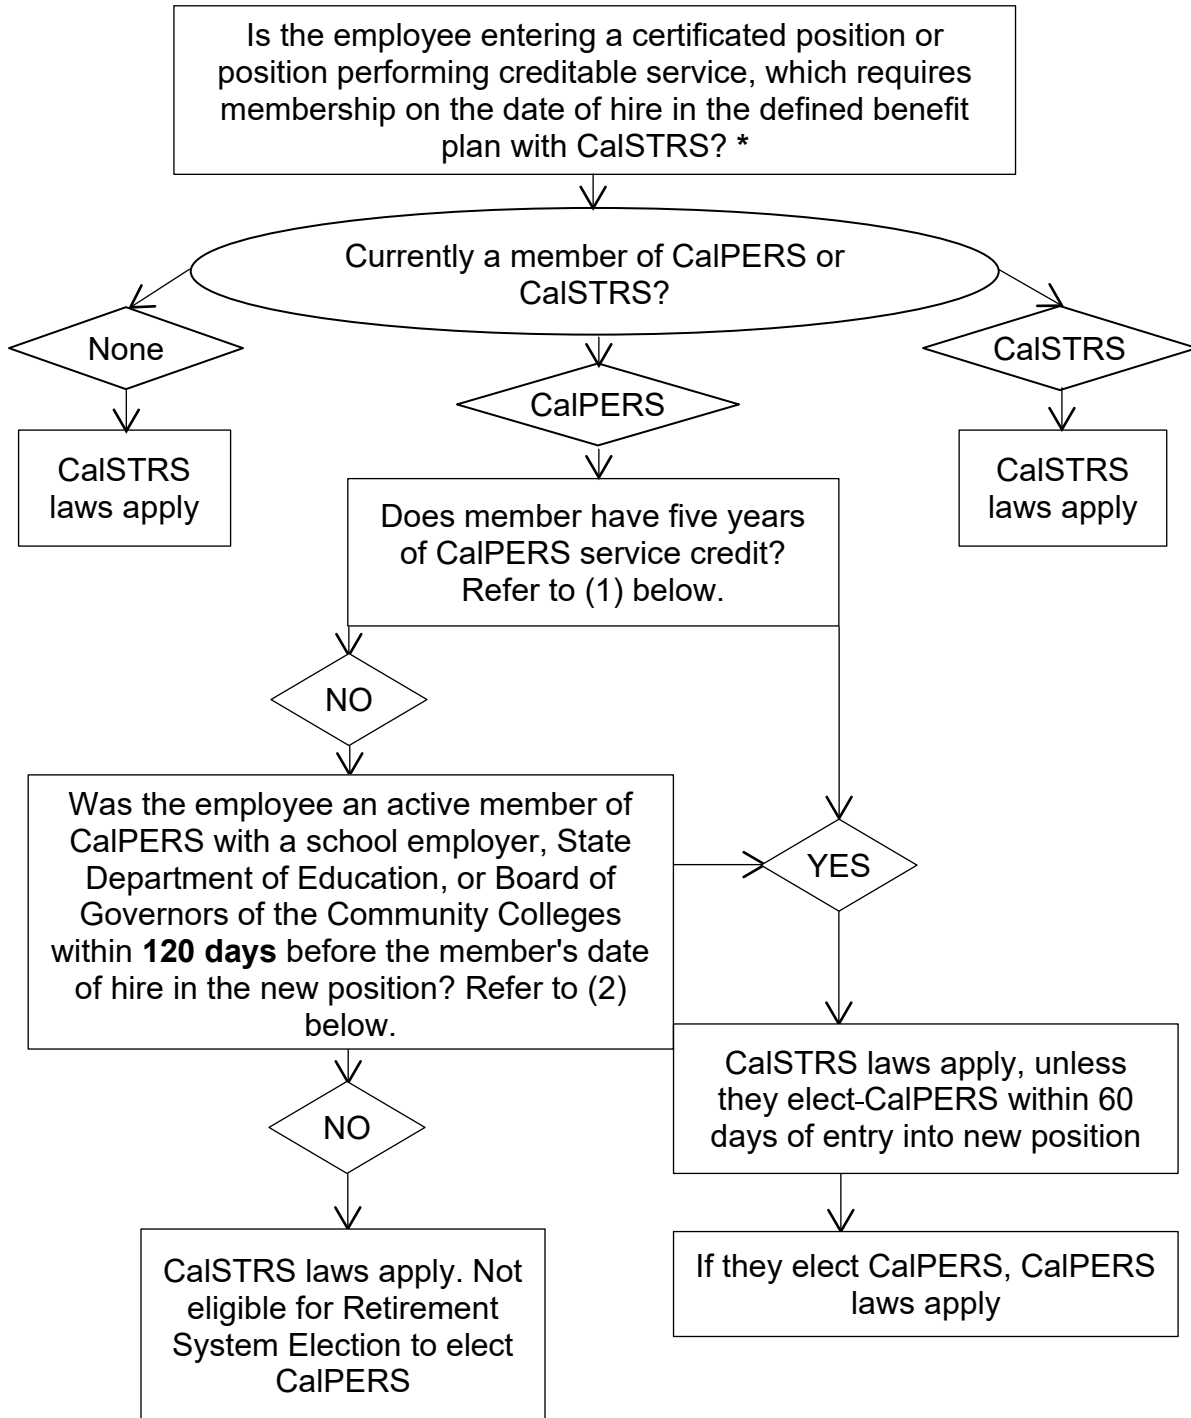 Is the employee entering a certificated position or
position performing creditable service, which requires
membership on the date of hire in the defined benefit
plan with CalSTRS? *
Currently a member of CalPERS or
CalSTRS?
None
CalPERS
CalSTRS
CalSTRS
laws apply
CalSTRS
laws apply
Does member have five years
of CalPERS service credit?
Refer to (1) below.
NO
Was the employee an active member of
CalPERS with a school employer, State
Department of Education, or Board of
Governors of the Community Colleges
within 120 days before the member's date
of hire in the new position? Refer to (2)
below.
YES
CalSTRS laws apply, unless
they elect-CalPERS within 60
days of entry into new position
NO
If they elect CalPERS, CalPERS
laws apply
CalSTRS laws apply. Not
eligible for Retirement
System Election to elect
CalPERS